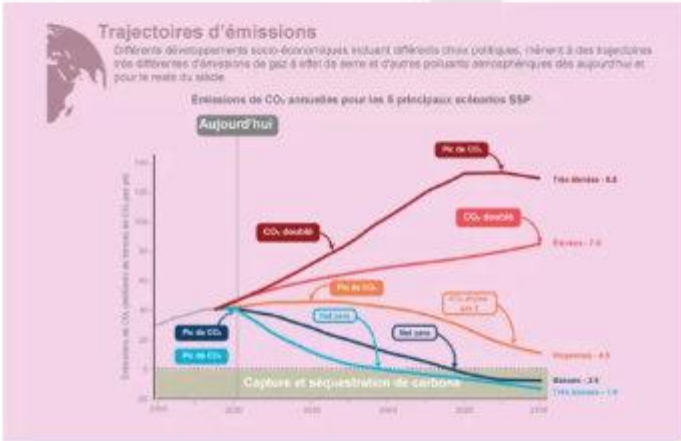 Trajectoires d'émissions
Différents développements socio-économiques incluant différents choix politiques, mènent à des trajectoires
très différentes d'émissions de gaz à effet de serre et d'autres polluants atmosphériques dès aujourd'hui et
pour le reste du siècle.
Émissions de CO₂ annuelles pour les 5 principaux scénarios SSP
Aujourd'hui
Pic de CO₂
Très élevées - 8.5
CO₂ doublé
CO₂ doublé
Élevées - 7.0
Pic de CO₂
Pic de CO₂
Net zéro
Net zéro
Pic de CO₂
Moyennes - 4.5
Capture et séquestration de carbone
Basses - 2.6
Très basses - 1.9
2100